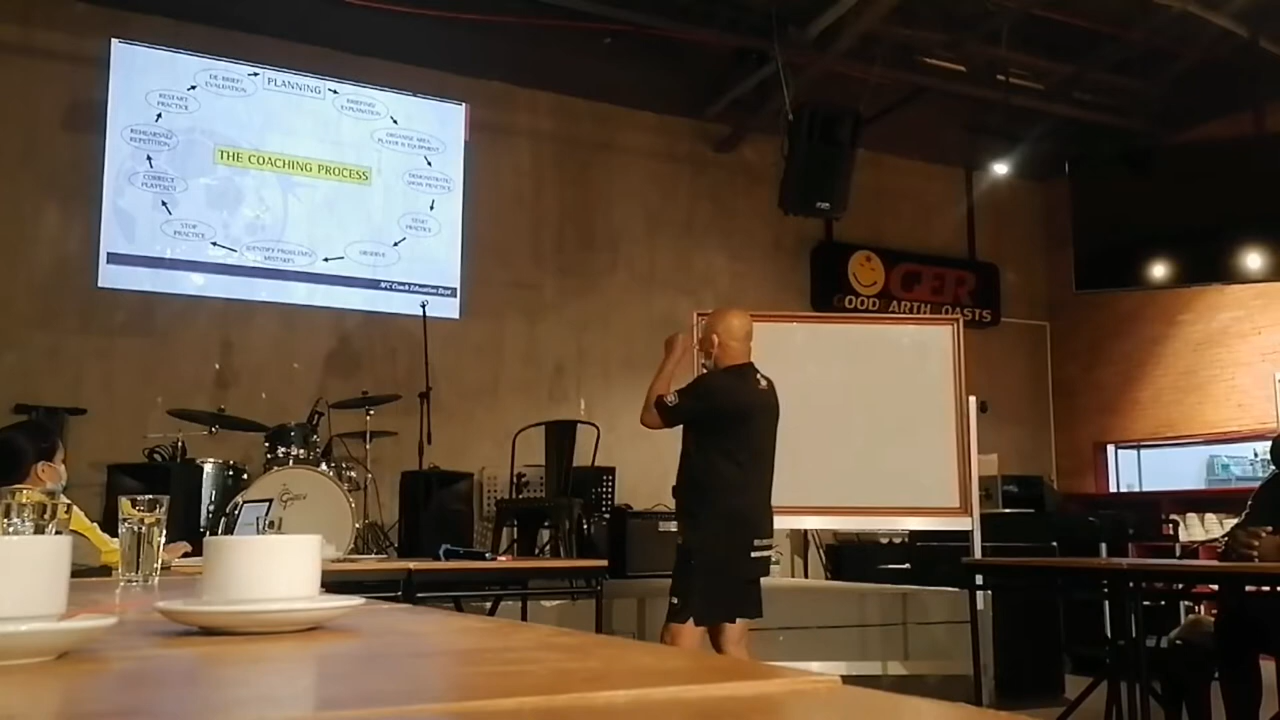 PLANNING
BRIEFING/
EXPLANATION
ORGANISE AREA,
PLAYER & EQUIPMENT
DEMONSTRATE/
SHOW PRACTICE
START
PRACTICE
OBSERVE
IDENTIFY PROBLEMS/
MISTAKES
STOP
PRACTICE
CORRECT
PLAYER(S)
REHEARSAL/
REPETITION
RESTART
PRACTICE
DE-BRIEF/
EVALUATION
THE COACHING PROCESS
AFC Coach Education Dept
GER
GOOD EARTH ROASTS
Gretsch